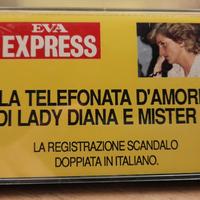 EVA
EXPRESS
LA TELEFONATA D'AMORE
DI LADY DIANA E MISTER
LA REGISTRAZIONE SCANDALO
DOPPIATA IN ITALIANO.